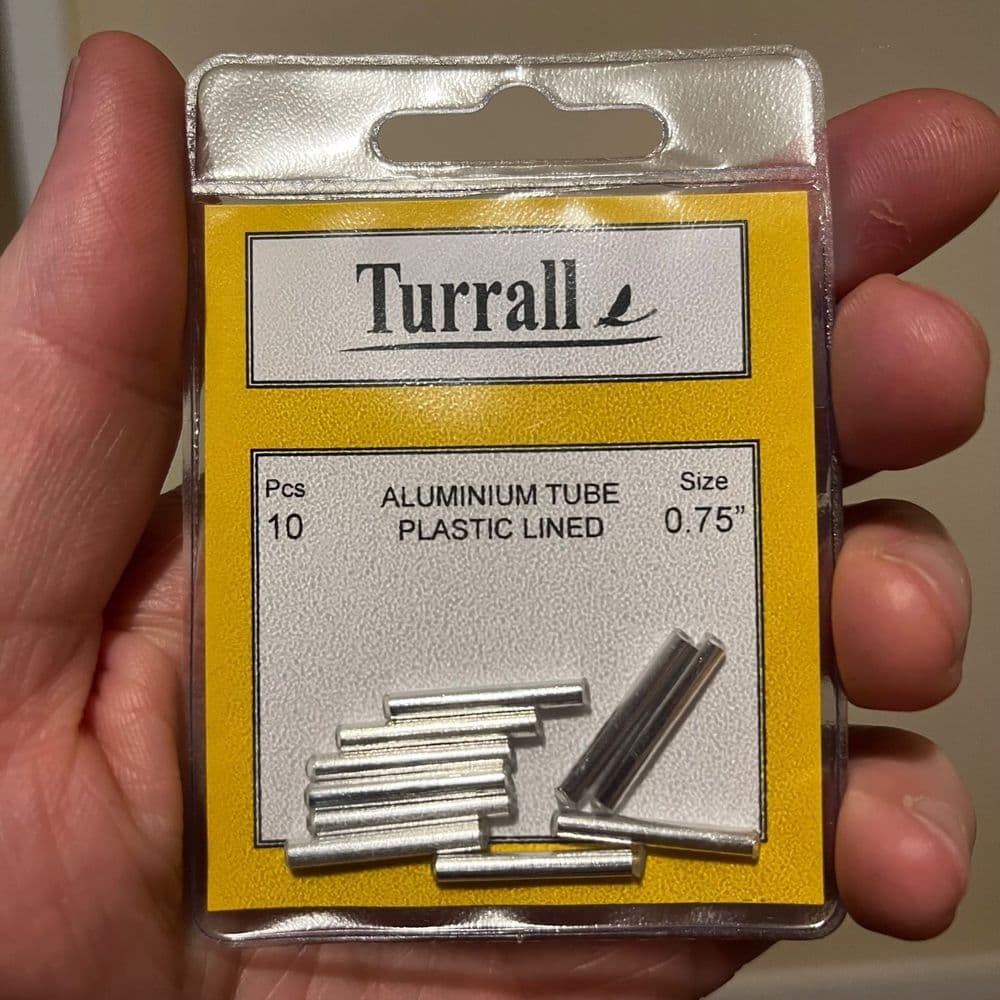 Turrall
Pcs
10
ALUMINIUM TUBE
PLASTIC LINED
Size
0.75”